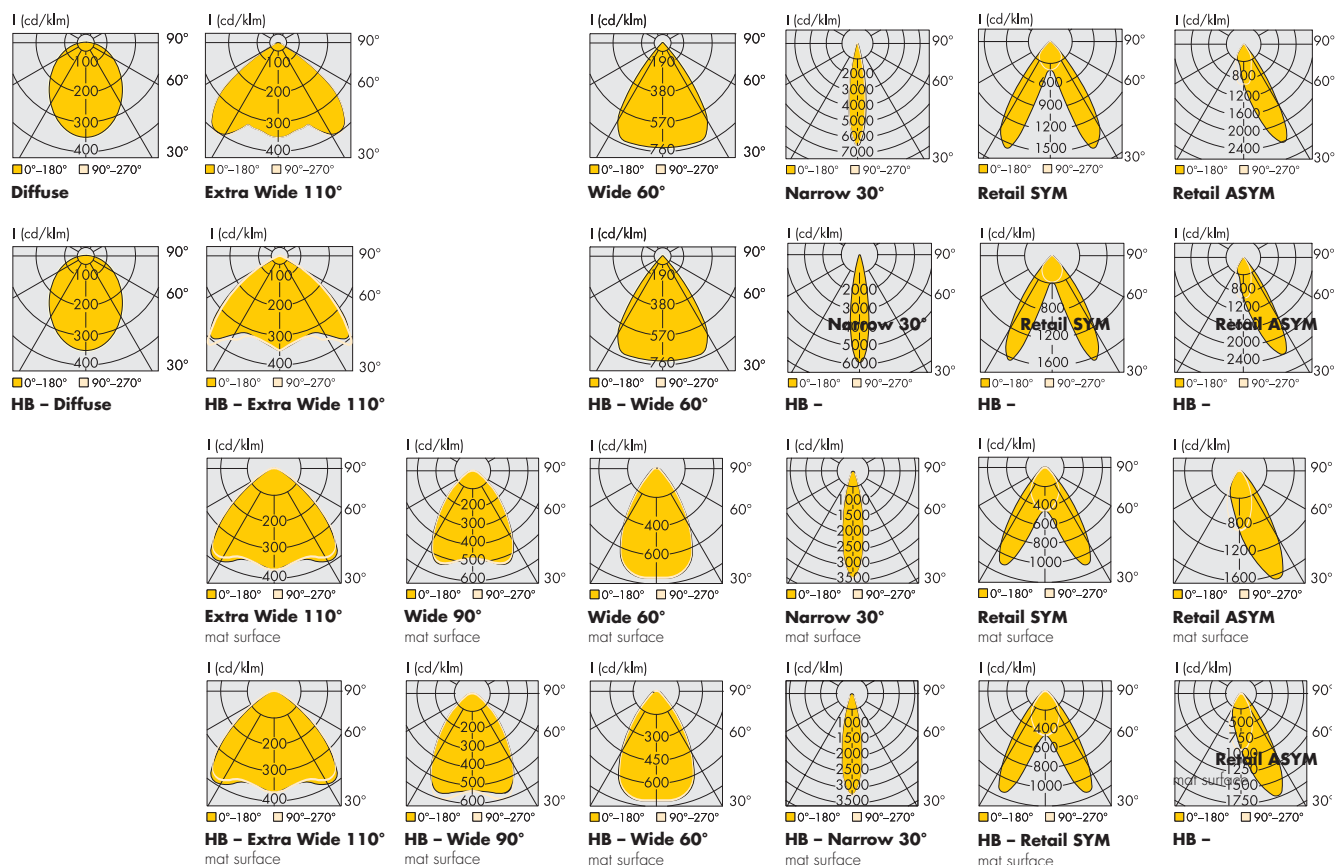 I (cd/klm) I (cd/klm) I (cd/klm) I (cd/klm) I (cd/klm) I (cd/klm)
90° 90° 90° 90° 90° 90°
100 100 190 2000 600 800
60° 60° 60° 60° 60° 60°
200 200 380 3000 900 1200
4000 1600
300 300 570 5000 1200 2000
6000
400 400 760 7000 1500 2400
30° 30° 30° 30° 30° 30°
0°–180° 90°–270° 0°–180° 90°–270° 0°–180° 90°–270° 0°–180° 90°–270° 0°–180° 90°–270° 0°–180° 90°–270°
Diffuse Extra Wide 110° Wide 60° Narrow 30° Retail SYM Retail ASYM
I (cd/klm) I (cd/klm) I (cd/klm) I (cd/klm) I (cd/klm) I (cd/klm)
90° 90° 90° 90° 90° 90°
100 100 190 2000 800
60° 60° 60° 60° 60° 60°
200 200 380 3000 800 1200
Narrow 30° Retail SYM Retail ASYM
300 300 570 5000 1200 2000
400 400 760 6000 1600 2400
30° 30° 30° 30° 30° 30°
0°–180° 90°–270° 0°–180° 90°–270° 0°–180° 90°–270° 0°–180° 90°–270° 0°–180° 90°–270° 0°–180° 90°–270°
HB – Diffuse HB – Extra Wide 110° HB – Wide 60° HB – HB – HB –
I (cd/klm) I (cd/klm) I (cd/klm) I (cd/klm) I (cd/klm) I (cd/klm)
90° 90° 90° 90° 90° 90°
200 200 400 1000 400 800
60° 60° 60° 60° 60° 60°
300 1500 600
400 2000
300 500 600 2500 800 1200
3000
400 600 3500 1000 1600
30° 30° 30° 30° 30° 30°
0°–180° 90°–270° 0°–180° 90°–270° 0°–180° 90°–270° 0°–180° 90°–270° 0°–180° 90°–270° 0°–180° 90°–270°
Extra Wide 110° Wide 90° Wide 60° Narrow 30° Retail SYM Retail ASYM
mat surface mat surface mat surface mat surface mat surface mat surface
I (cd/klm) I (cd/klm) I (cd/klm) I (cd/klm) I (cd/klm) I (cd/klm)
90° 90° 90° 90° 90° 90°
200 200 300 1000 400 500
60° 60° 60° 60° 60° 60°
300 1500 600 750
400 450 2000 1000
Retail ASYM
300 500 600 2500 800 1250
mat surface
3000 1500
400 600 3500 1000 1750
30° 30° 30° 30° 30° 30°
0°–180° 90°–270° 0°–180° 90°–270° 0°–180° 90°–270° 0°–180° 90°–270° 0°–180° 90°–270° 0°–180° 90°–270°
HB – Extra Wide 110° HB – Wide 90° HB – Wide 60° HB – Narrow 30° HB – Retail SYM HB –
mat surface mat surface mat surface mat surface mat surface